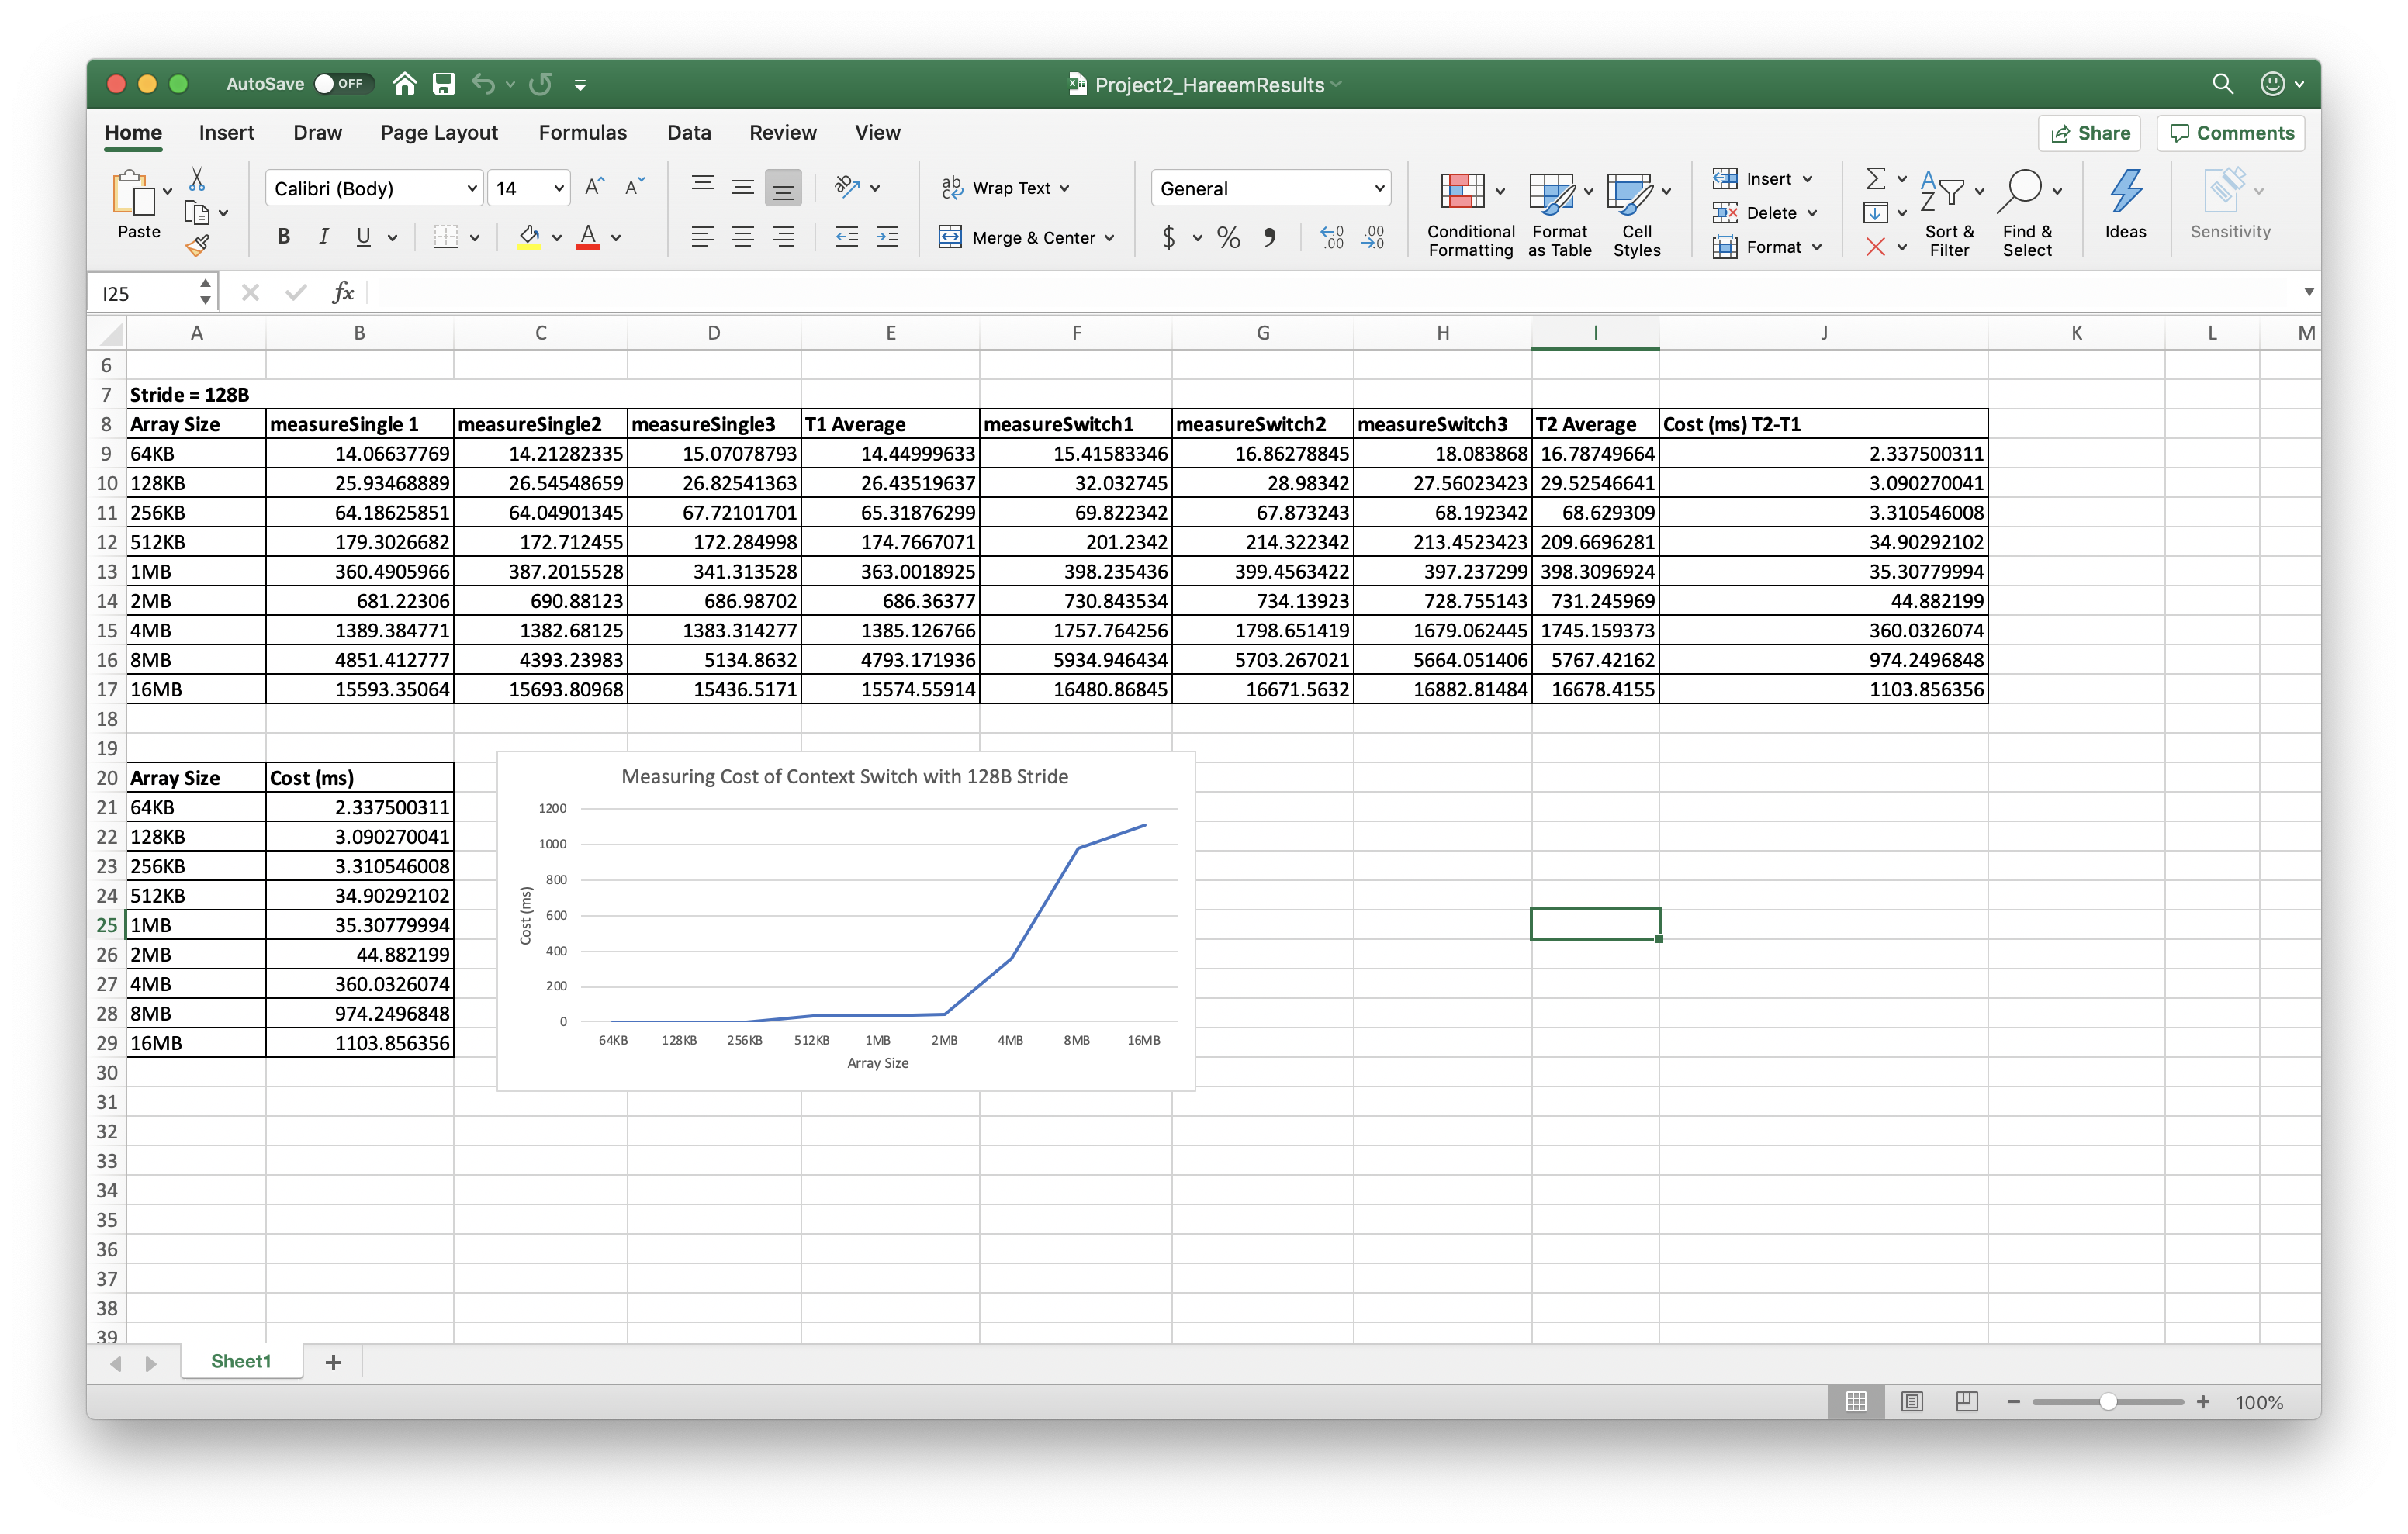 AutoSave OFF Project2_HareemResults
Home Insert Draw Page Layout Formulas Data Review View Share Comments
Paste Calibri (Body) 14 A A Wrap Text General Conditional Formatting Format as Table Cell Styles Insert Delete Format Sort & Filter Find & Select Ideas Sensitivity
B I U A Merge & Center $ % .0 .00 .00 .0
I25 fx
A B C D E F G H I J K L M
6
7 Stride = 128B
8 Array Size measureSingle 1 measureSingle2 measureSingle3 T1 Average measureSwitch1 measureSwitch2 measureSwitch3 T2 Average Cost (ms) T2-T1
9 64KB 14.06637769 14.21282335 15.07078793 14.44999633 15.41583346 16.86278845 18.083868 16.78749664 2.337500311
10 128KB 25.93468889 26.54548659 26.82541363 26.43519637 32.032745 28.98342 27.56023423 29.52546641 3.090270041
11 256KB 64.18625851 64.04901345 67.72101701 65.31876299 69.822342 67.873243 68.192342 68.629309 3.310546008
12 512KB 179.3026682 172.712455 172.284998 174.7667071 201.2342 214.322342 213.4523423 209.6696281 34.90292102
13 1MB 360.4905966 387.2015528 341.313528 363.0018925 398.235436 399.4563422 397.237299 398.3096924 35.30779994
14 2MB 681.22306 690.88123 686.98702 686.36377 730.843534 734.13923 728.755143 731.245969 44.882199
15 4MB 1389.384771 1382.68125 1383.314277 1385.126766 1757.764256 1798.651419 1679.062445 1745.159373 360.0326074
16 8MB 4851.412777 4393.23983 5134.8632 4793.171936 5934.946434 5703.267021 5664.051406 5767.42162 974.2496848
17 16MB 15593.35064 15693.80968 15436.5171 15574.55914 16480.86845 16671.5632 16882.81484 16678.4155 1103.856356
18
19
20 Array Size Cost (ms)
21 64KB 2.337500311
22 128KB 3.090270041
23 256KB 3.310546008
24 512KB 34.90292102
25 1MB 35.30779994
26 2MB 44.882199
27 4MB 360.0326074
28 8MB 974.2496848
29 16MB 1103.856356
Measuring Cost of Context Switch with 128B Stride
1200
1000
800
600
400
200
0
Cost (ms)
64KB 128KB 256KB 512KB 1MB 2MB 4MB 8MB 16MB
Array Size
30
31
32
33
34
35
36
37
38
39
Sheet1 +
100%